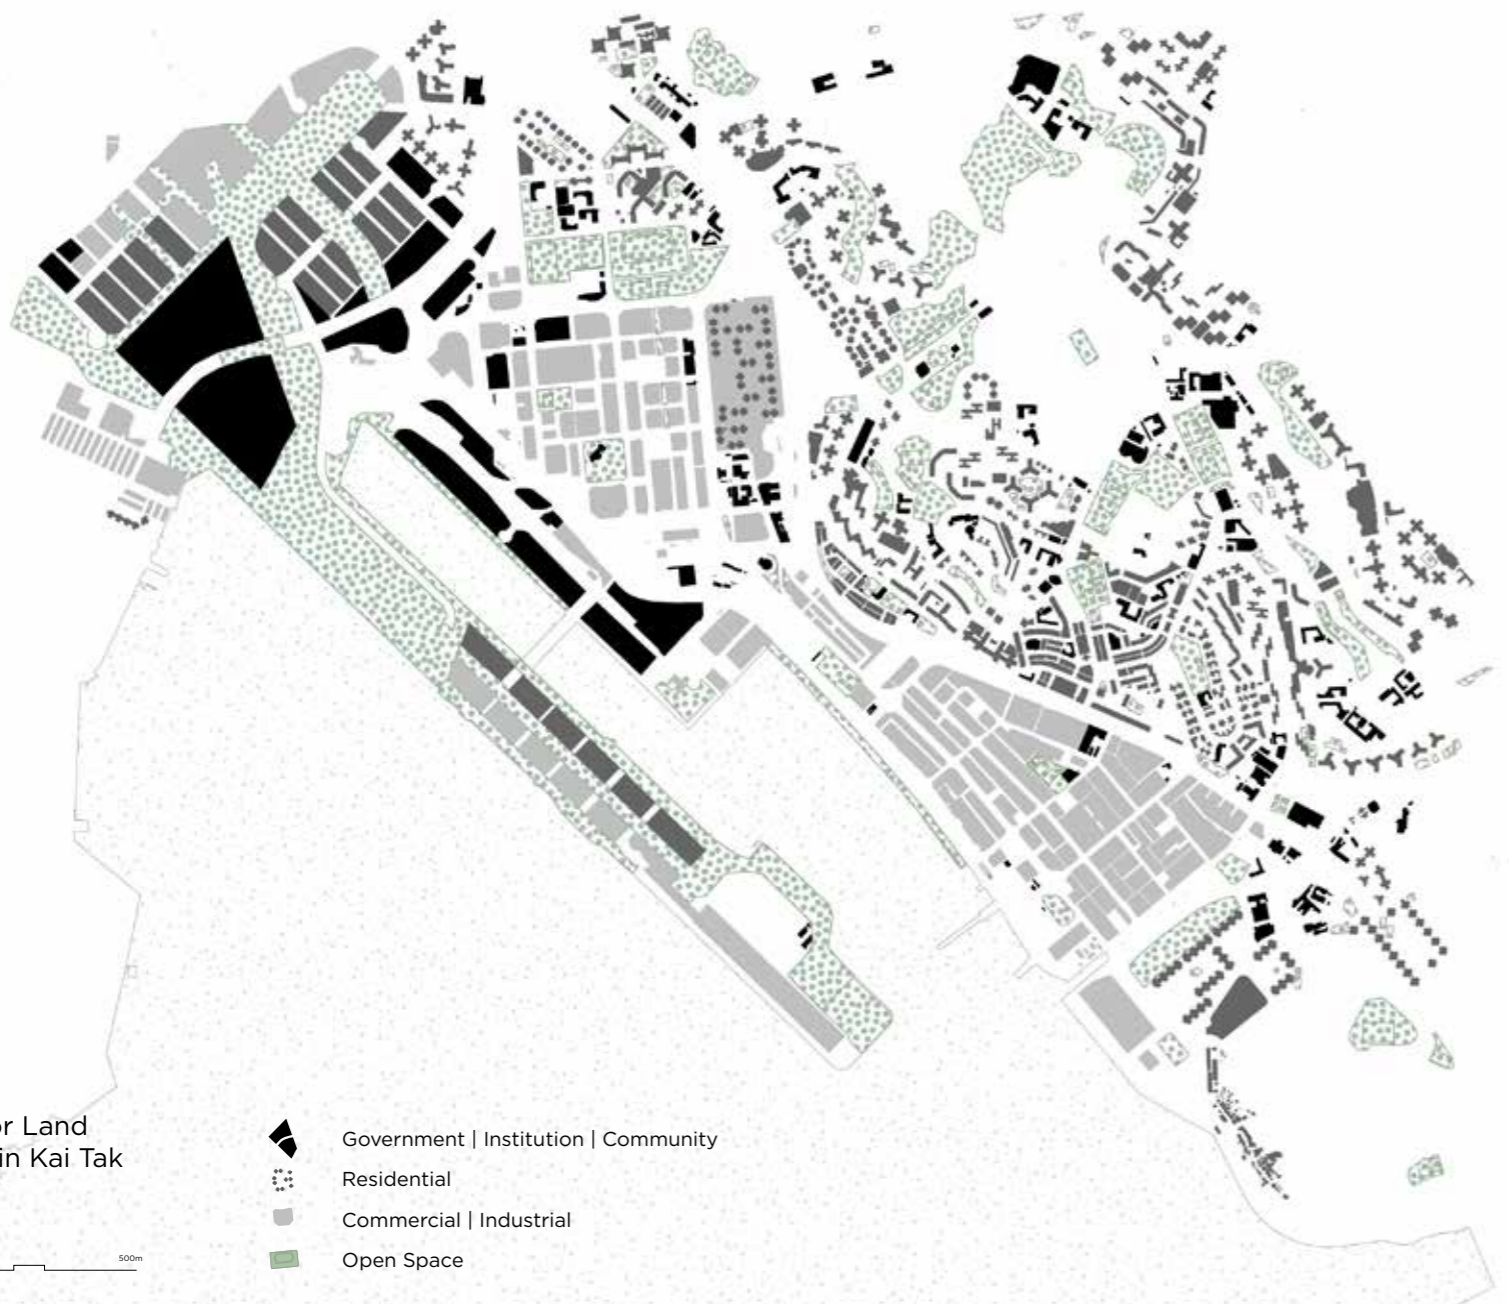 or Land
in Kai Tak
500m
Government | Institution | Community
Residential
Commercial | Industrial
Open Space